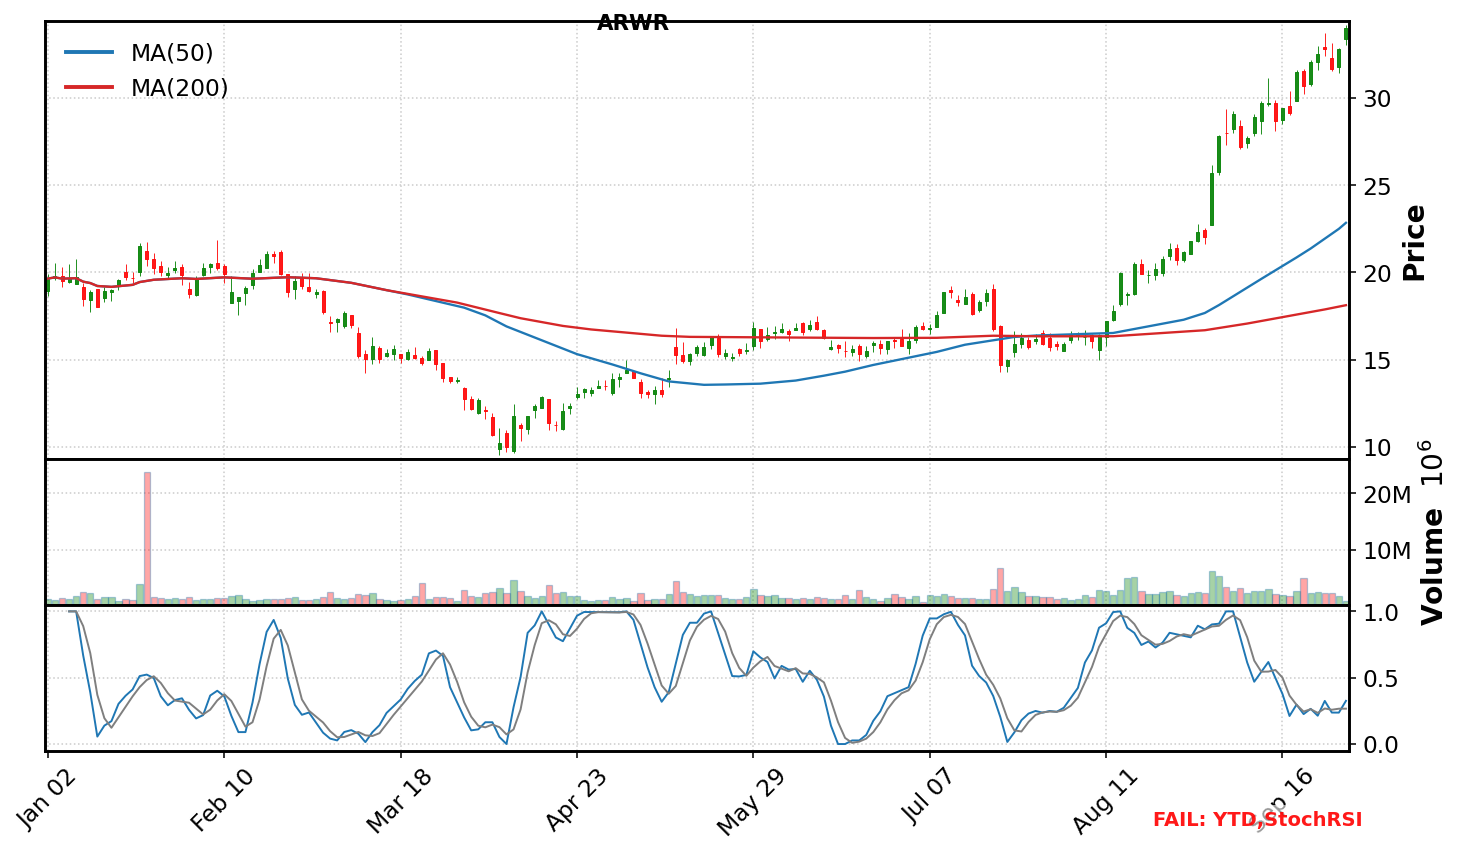 ARWR
MA(50)
MA(200)
30
25
20
15
10
Price
20M
10M
Volume 10^6
1.0
0.5
0.0
Jan 02
Feb 10
Mar 18
Apr 23
May 29
Jul 07
Aug 11
Sep 16
FAIL: YTD,StochRSI